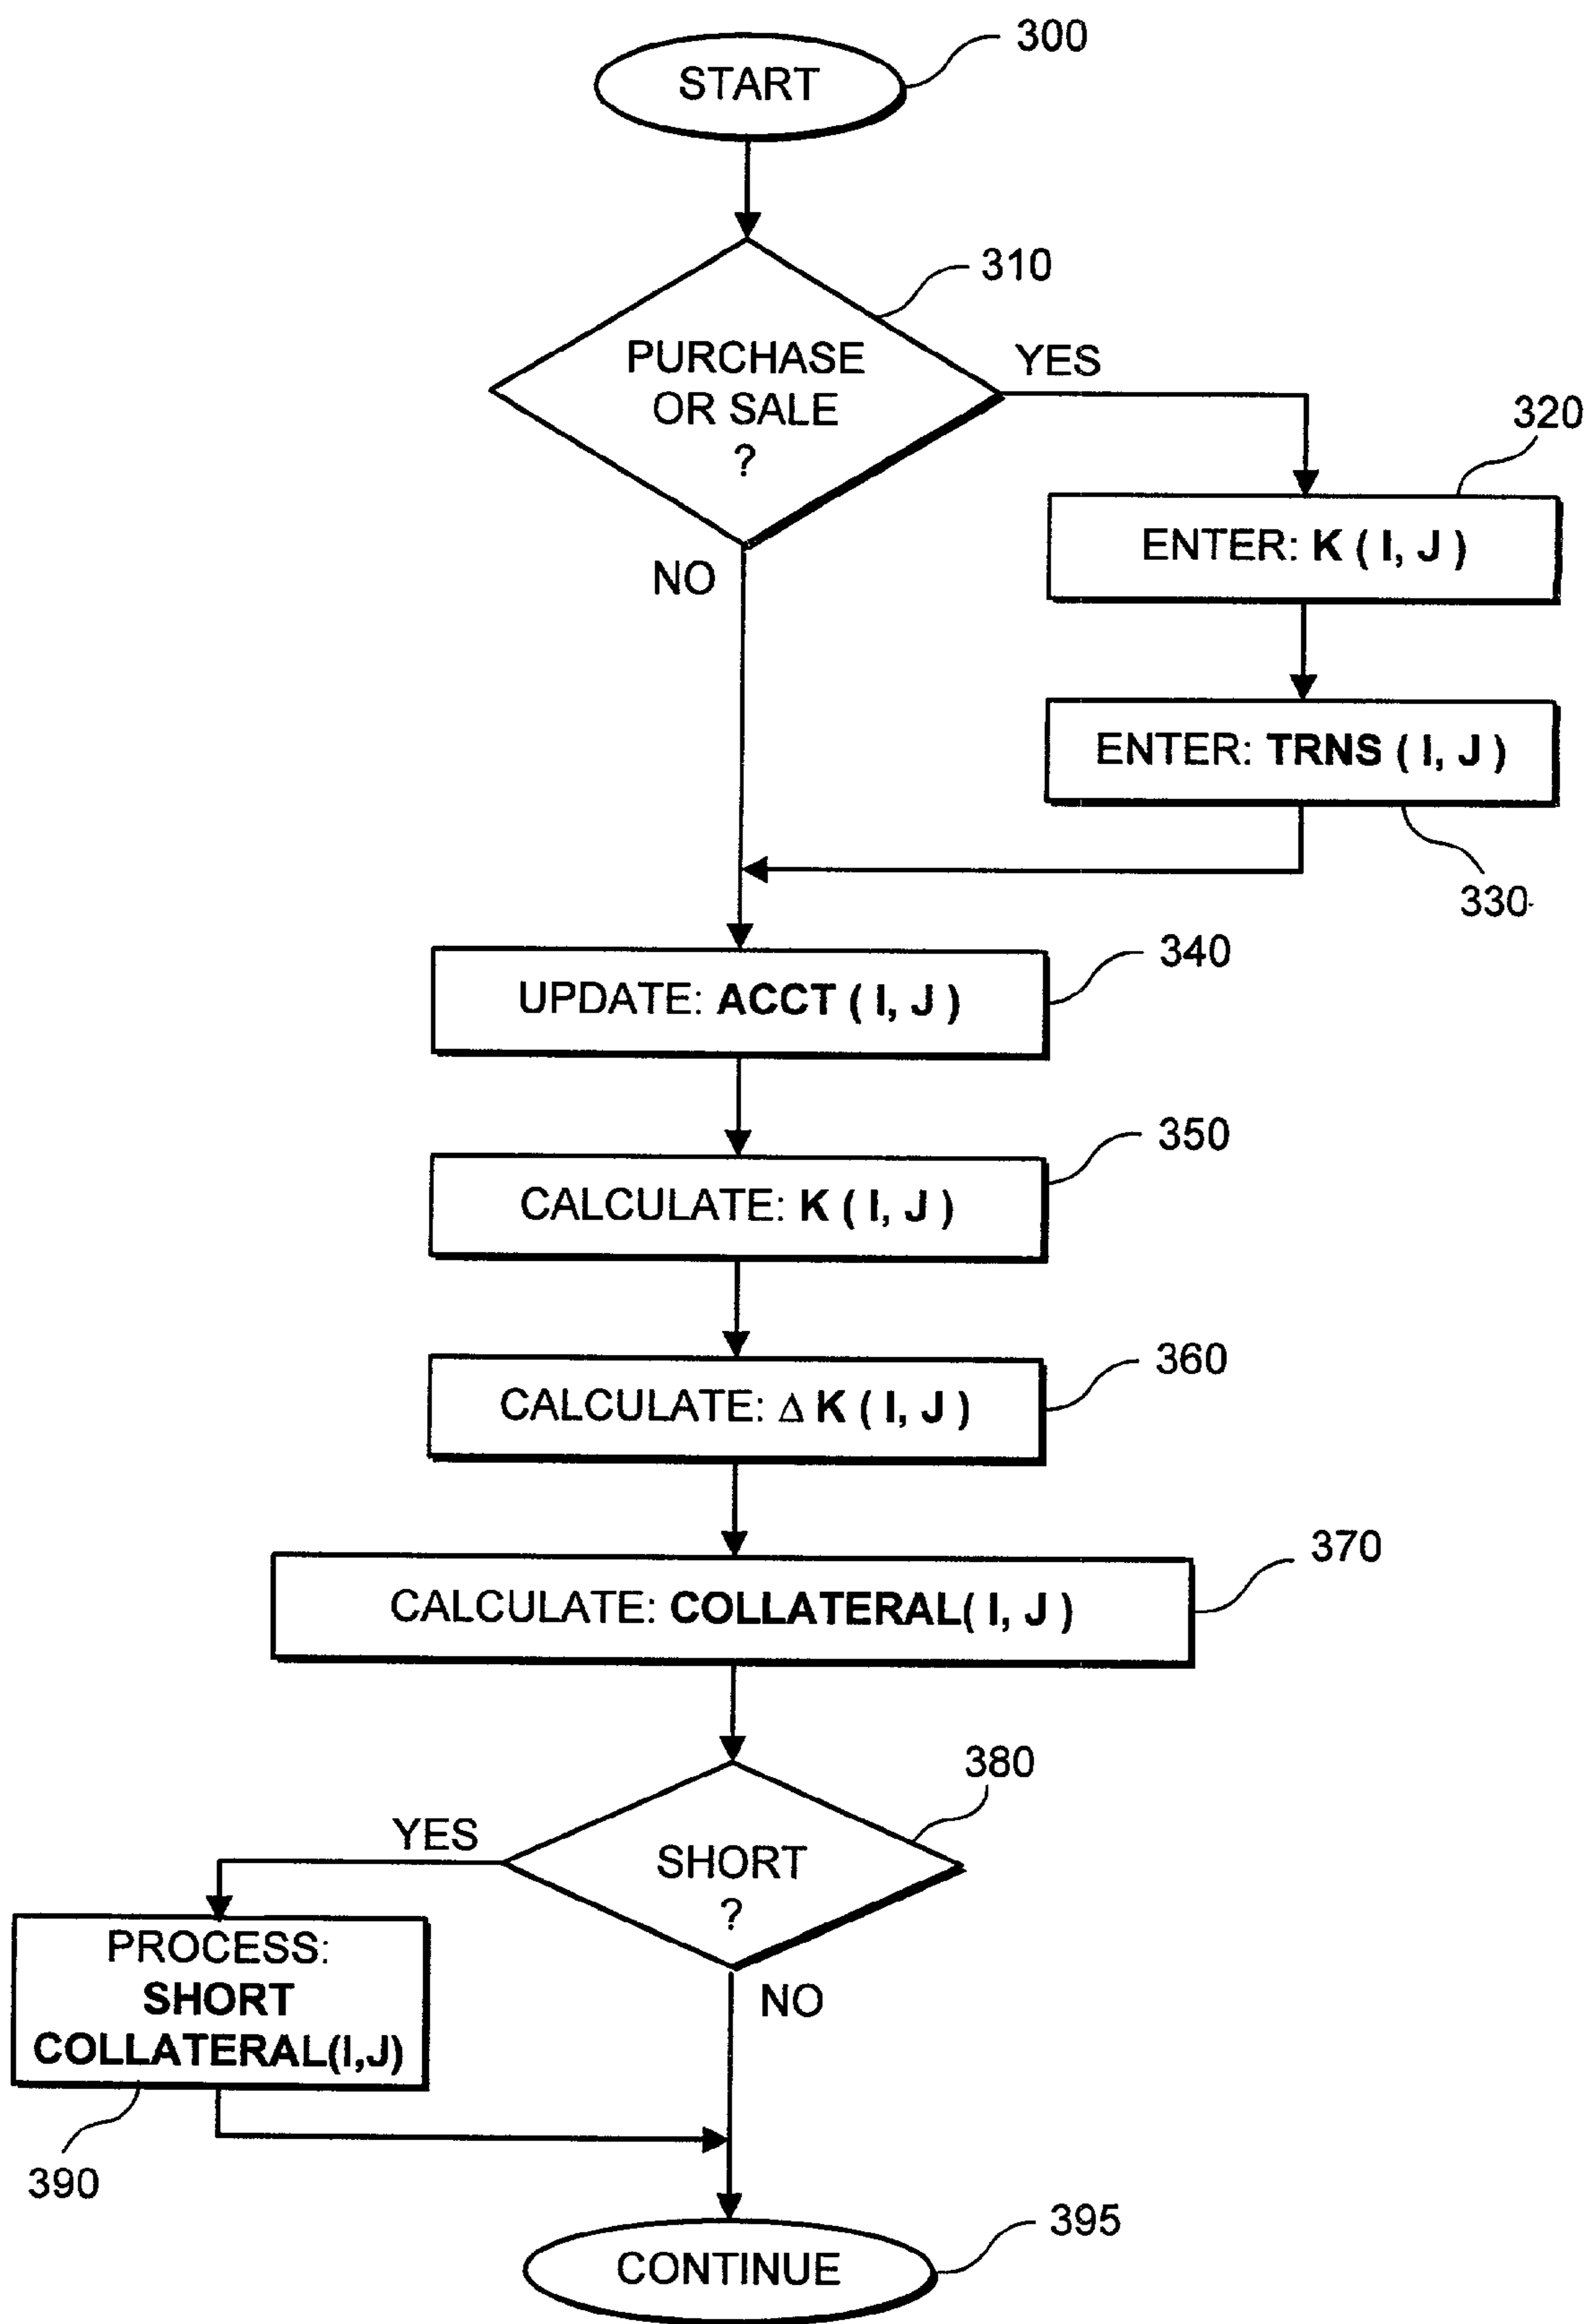 300
START
310
PURCHASE
OR SALE
?
YES
320
ENTER: K ( I, J )
NO
ENTER: TRNS ( I, J )
330
340
UPDATE: ACCT ( I, J )
350
CALCULATE: K ( I, J )
360
CALCULATE: Δ K ( I, J )
370
CALCULATE: COLLATERAL( I, J )
380
YES
SHORT
?
PROCESS:
SHORT
COLLATERAL(I,J)
NO
390
395
CONTINUE